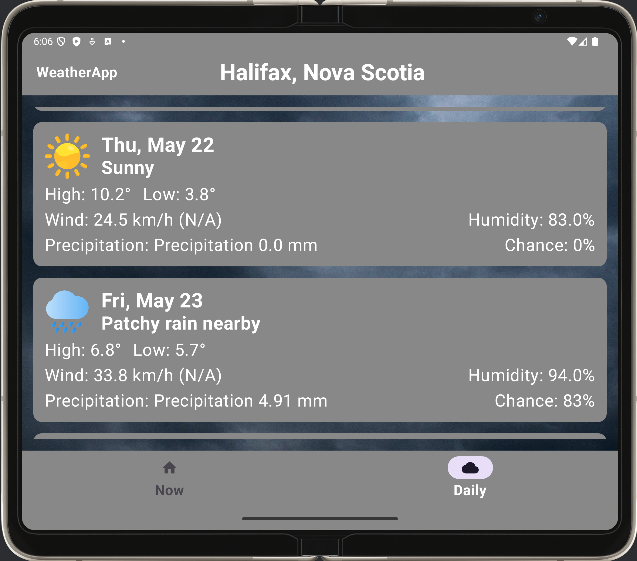 6:06
WeatherApp
Halifax, Nova Scotia
Thu, May 22
Sunny
High: 10.2° Low: 3.8°
Wind: 24.5 km/h (N/A) Humidity: 83.0%
Precipitation: Precipitation 0.0 mm Chance: 0%
Fri, May 23
Patchy rain nearby
High: 6.8° Low: 5.7°
Wind: 33.8 km/h (N/A) Humidity: 94.0%
Precipitation: Precipitation 4.91 mm Chance: 83%
Now Daily